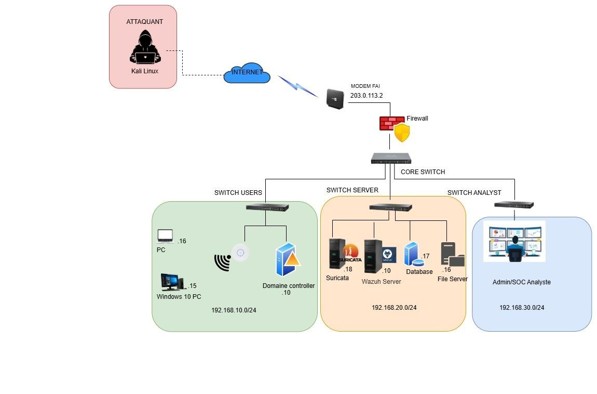 ATTAQUANT
Kali Linux
INTERNET
MODEM FAI
203.0.113.2
Firewall
CORE SWITCH
SWITCH USERS
SWITCH SERVER
SWITCH ANALYST
.16
PC
.15
Windows 10 PC
Domaine controller
.10
192.168.10.0/24
SURICATA
.18
Suricata
.10
Wazuh Server
.17
Database
.16
File Server
192.168.20.0/24
Admin/SOC Analyste
192.168.30.0/24